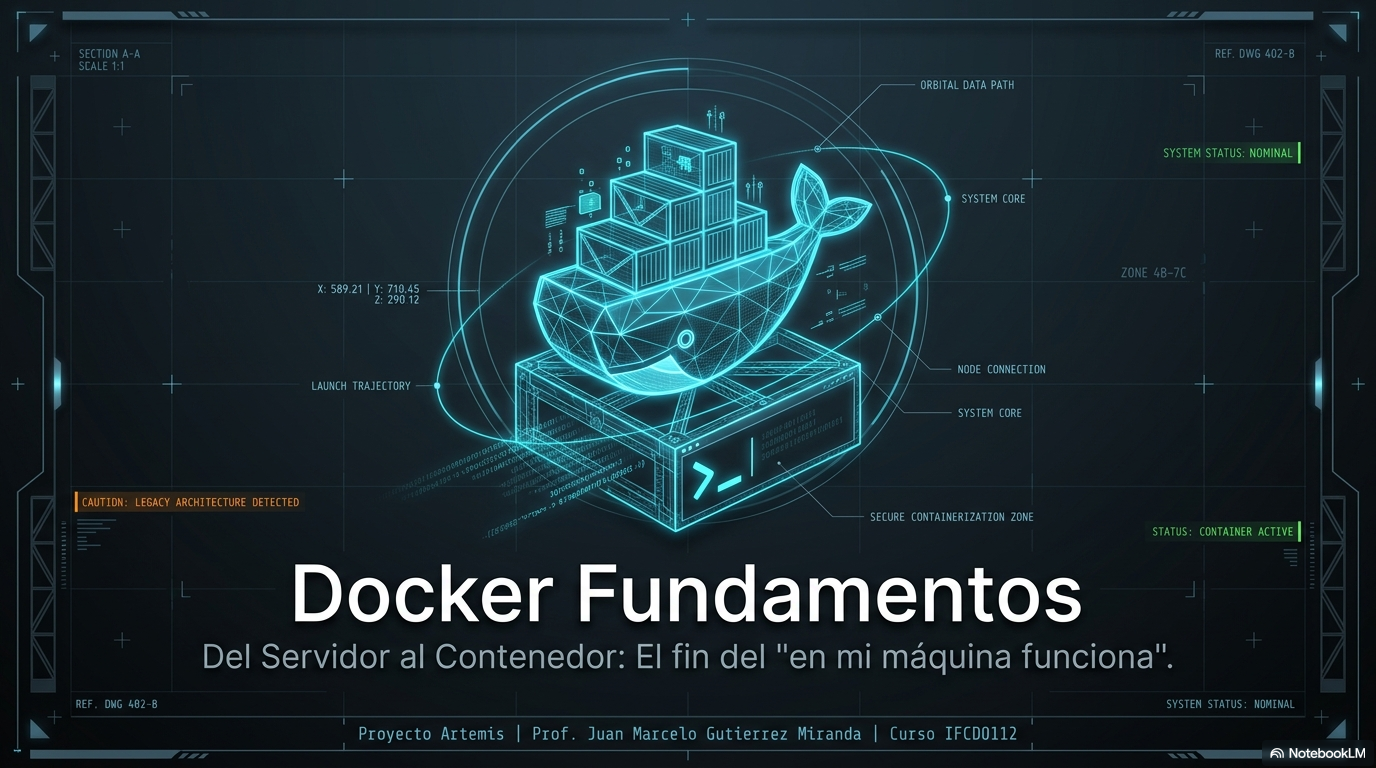 SECTION A-A
SCALE 1:1
REF. DWG 402-B
ORBITAL DATA PATH
SYSTEM STATUS: NOMINAL
SYSTEM CORE
ZONE 4B-7C
X: 589.21 | Y: 710.45
Z: 290.12
LAUNCH TRAJECTORY
NODE CONNECTION
SYSTEM CORE
>_
CAUTION: LEGACY ARCHITECTURE DETECTED
SECURE CONTAINERIZATION ZONE
STATUS: CONTAINER ACTIVE
Docker Fundamentos
Del Servidor al Contenedor: El fin del "en mi máquina funciona".
REF. DWG 402-B
SYSTEM STATUS: NOMINAL
Proyecto Artemis | Prof. Juan Marcelo Gutierrez Miranda | Curso IFCD0112
NotebookLM